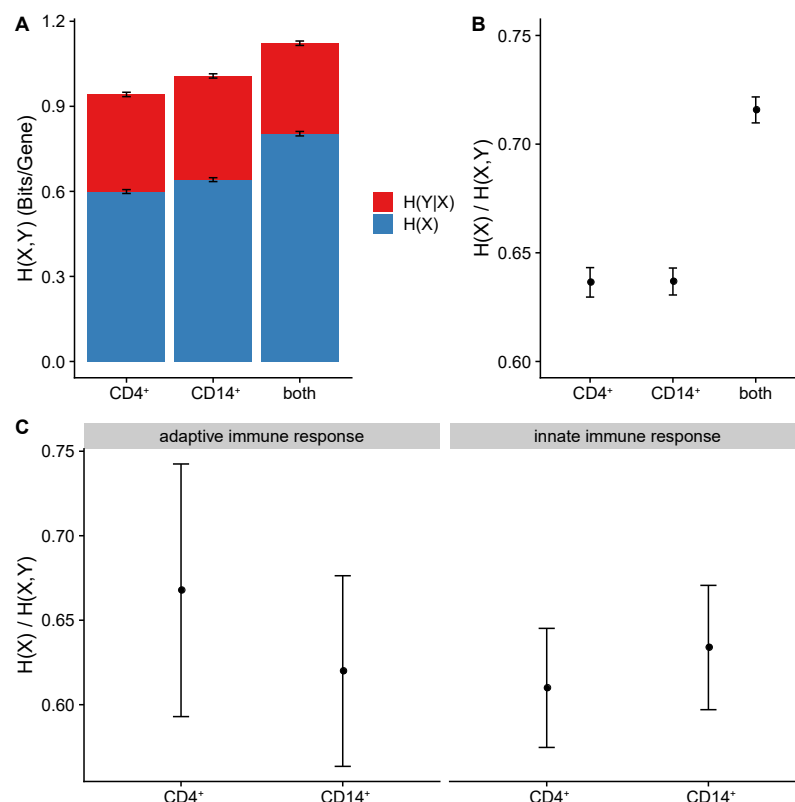 A
1.2
0.9
0.6
0.3
0.0
H(X,Y) (Bits/Gene)
CD4⁺ CD14⁺ both
H(Y|X)
H(X)
B
0.75
0.70
0.65
0.60
H(X) / H(X,Y)
CD4⁺ CD14⁺ both
C
adaptive immune response
innate immune response
0.75
0.70
0.65
0.60
H(X) / H(X,Y)
CD4⁺ CD14⁺ CD4⁺ CD14⁺